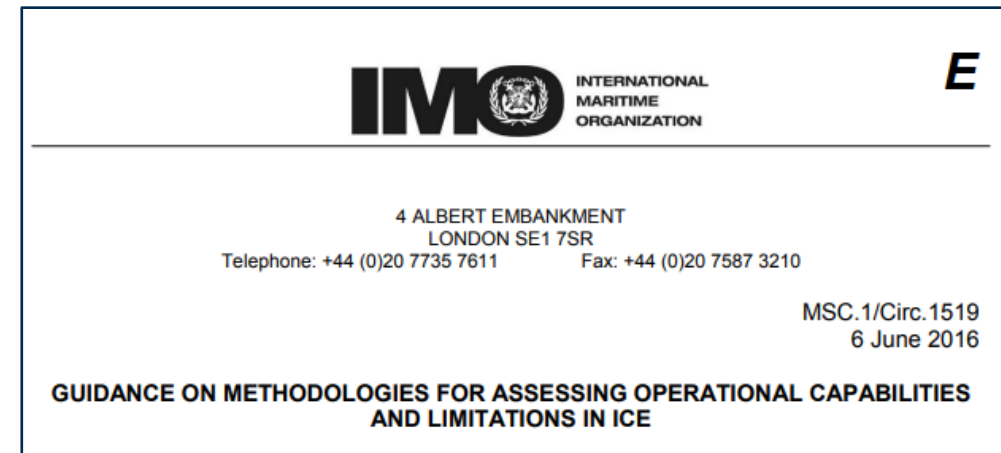 E
IMO
INTERNATIONAL
MARITIME
ORGANIZATION
4 ALBERT EMBANKMENT
LONDON SE1 7SR
Telephone: +44 (0)20 7735 7611 Fax: +44 (0)20 7587 3210
MSC.1/Circ.1519
6 June 2016
GUIDANCE ON METHODOLOGIES FOR ASSESSING OPERATIONAL CAPABILITIES
AND LIMITATIONS IN ICE